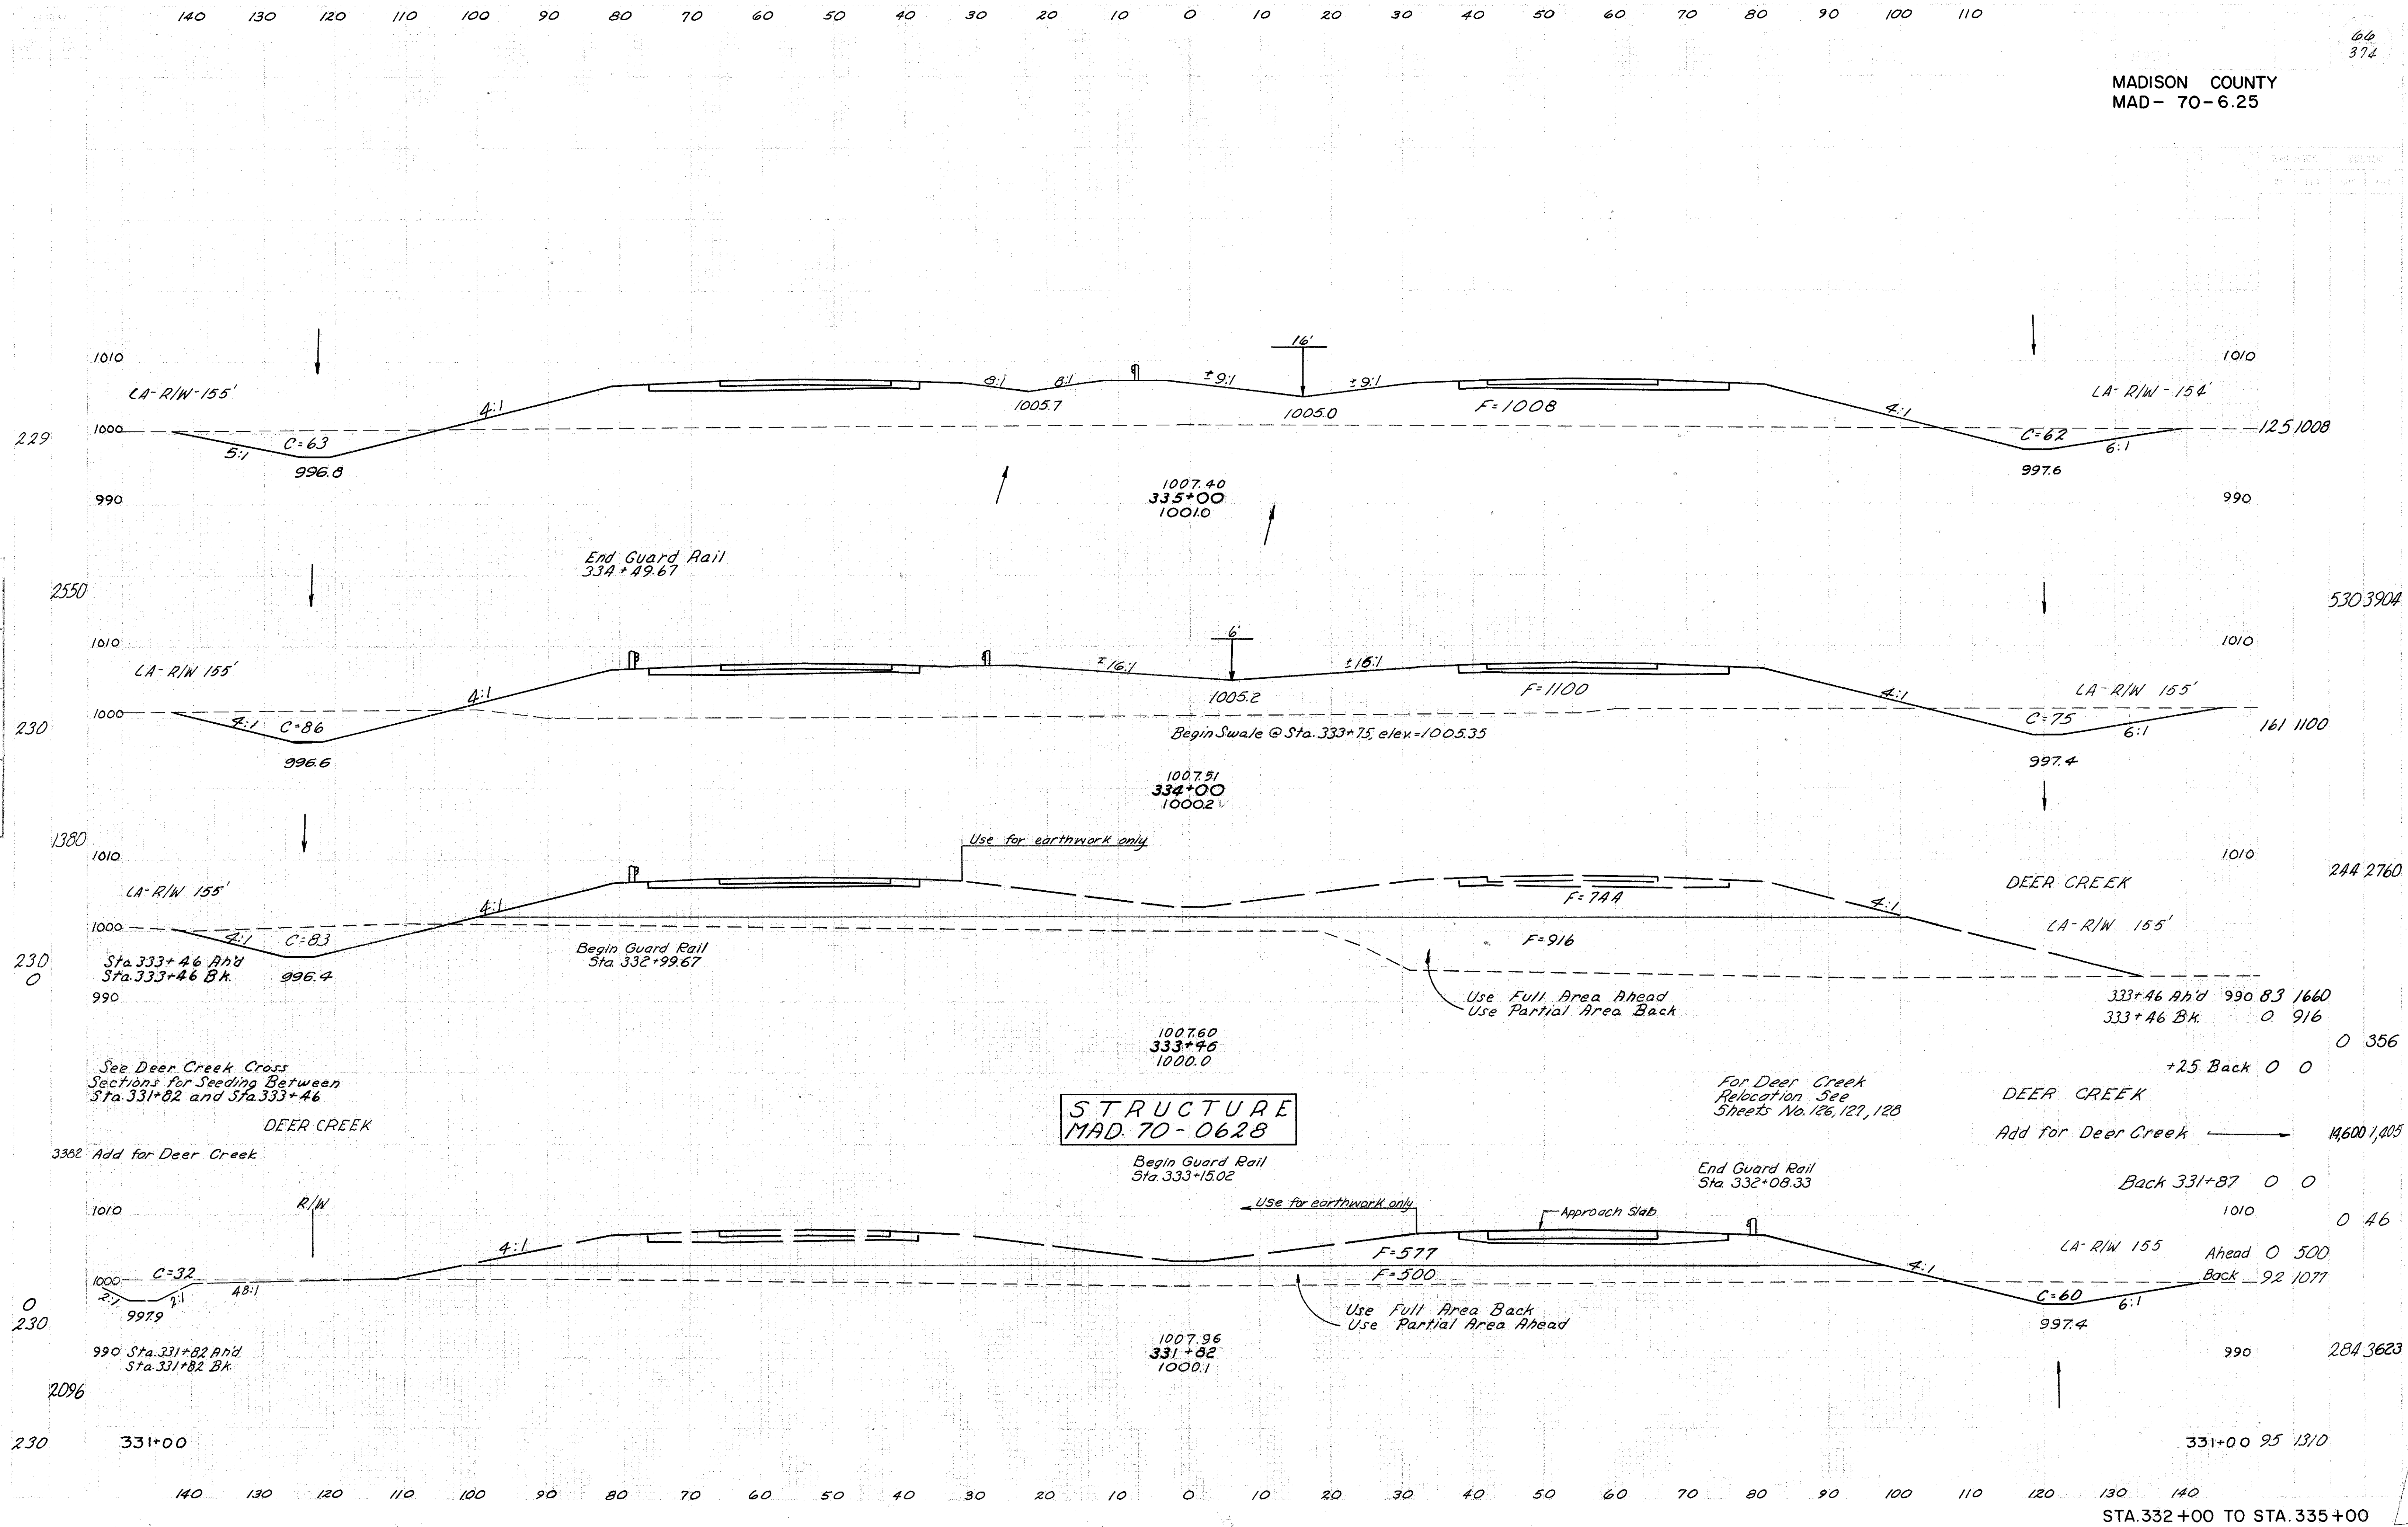 140 130 120 110 100 90 80 70 60 50 40 30 20 10 0 10 20 30 40 50 60 70 80 90 100 110
66
374
MADISON COUNTY
MAD- 70-6.25
16'
1010 1010
LA-R/W-155' 8:1 8:1 ±9:1 ±9:1 LA-R/W-154'
4:1 1005.7 1005.0 F=1008 4:1
229 1000 C=63 C=62 125 1008
5:1 6:1
996.8 997.6
990 990
1007.40
335+00
1001.0
End Guard Rail
334+49.67
2550 530 3904
6'
1010 1010
LA-R/W 155' ±16:1 ±16:1
4:1 1005.2 F=1100 4:1 LA-R/W 155'
1000
230 4:1 C=86 C=75 161 1100
Begin Swale @ Sta.333+75, elev.=1005.35 6:1
996.6 997.4
1007.51
334+00
1000.2
1380 Use for earthwork only
1010 1010
244 2760
LA-R/W 155' DEER CREEK
F=744
4:1 4:1
1000 LA-R/W 155'
4:1 C=83 F=916
Begin Guard Rail
Sta. 332+99.67
230 Sta.333+46 Ah'd
0 Sta.333+46 Bk. 996.4
990 Use Full Area Ahead 333+46 Ah'd 990 83 1660
Use Partial Area Back 333+46 Bk. 0 916
1007.60
333+46
1000.0
0 356
See Deer Creek Cross
Sections for Seeding Between
Sta.331+82 and Sta.333+46
+25 Back 0 0
For Deer Creek
Relocation See
Sheets No.126,127,128
DEER CREEK
STRUCTURE
MAD. 70-0628
DEER CREEK
Add for Deer Creek 14,600 1,405
3382 Add for Deer Creek
Begin Guard Rail
Sta.333+15.02
End Guard Rail
Sta.332+08.33
Back 331+87 0 0
R/W Use for earthwork only Approach Slab
1010 1010
0 46
4:1 F=577 LA-R/W 155 Ahead 0 500
1000 C=32 F=500 4:1 Back 92 1077
2:1 2:1 48:1 C=60 6:1
0 997.9 Use Full Area Back
230 Use Partial Area Ahead 997.4
1007.96
331+82
1000.1
990 Sta.331+82 Ah'd 990 284 3623
Sta.331+82 Bk.
2096
230 331+00 331+00 95 1310
140 130 120 110 100 90 80 70 60 50 40 30 20 10 0 10 20 30 40 50 60 70 80 90 100 110 120 130 140
STA.332+00 TO STA.335+00